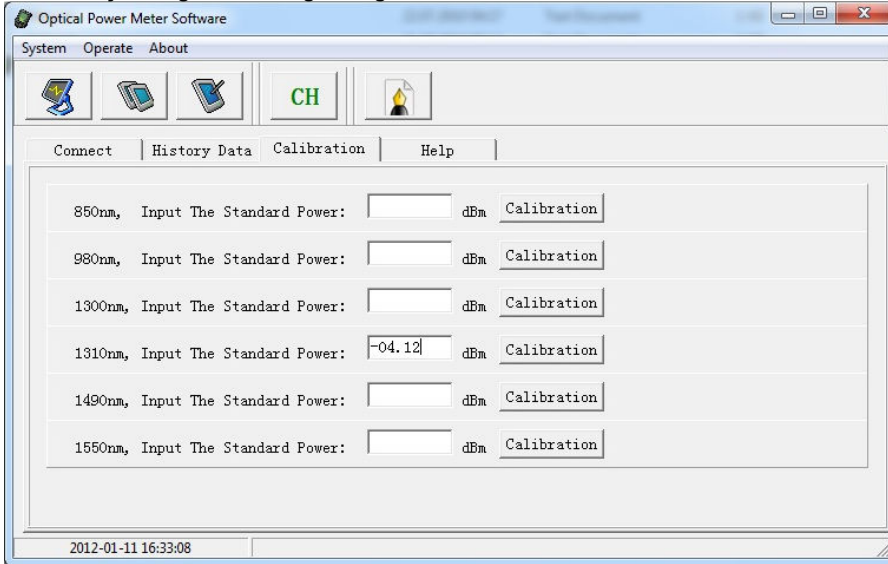 Optical Power Meter Software
System Operate About
CH
Connect History Data Calibration Help
850nm, Input The Standard Power: dBm Calibration
980nm, Input The Standard Power: dBm Calibration
1300nm, Input The Standard Power: dBm Calibration
1310nm, Input The Standard Power: -04.12 dBm Calibration
1490nm, Input The Standard Power: dBm Calibration
1550nm, Input The Standard Power: dBm Calibration
2012-01-11 16:33:08